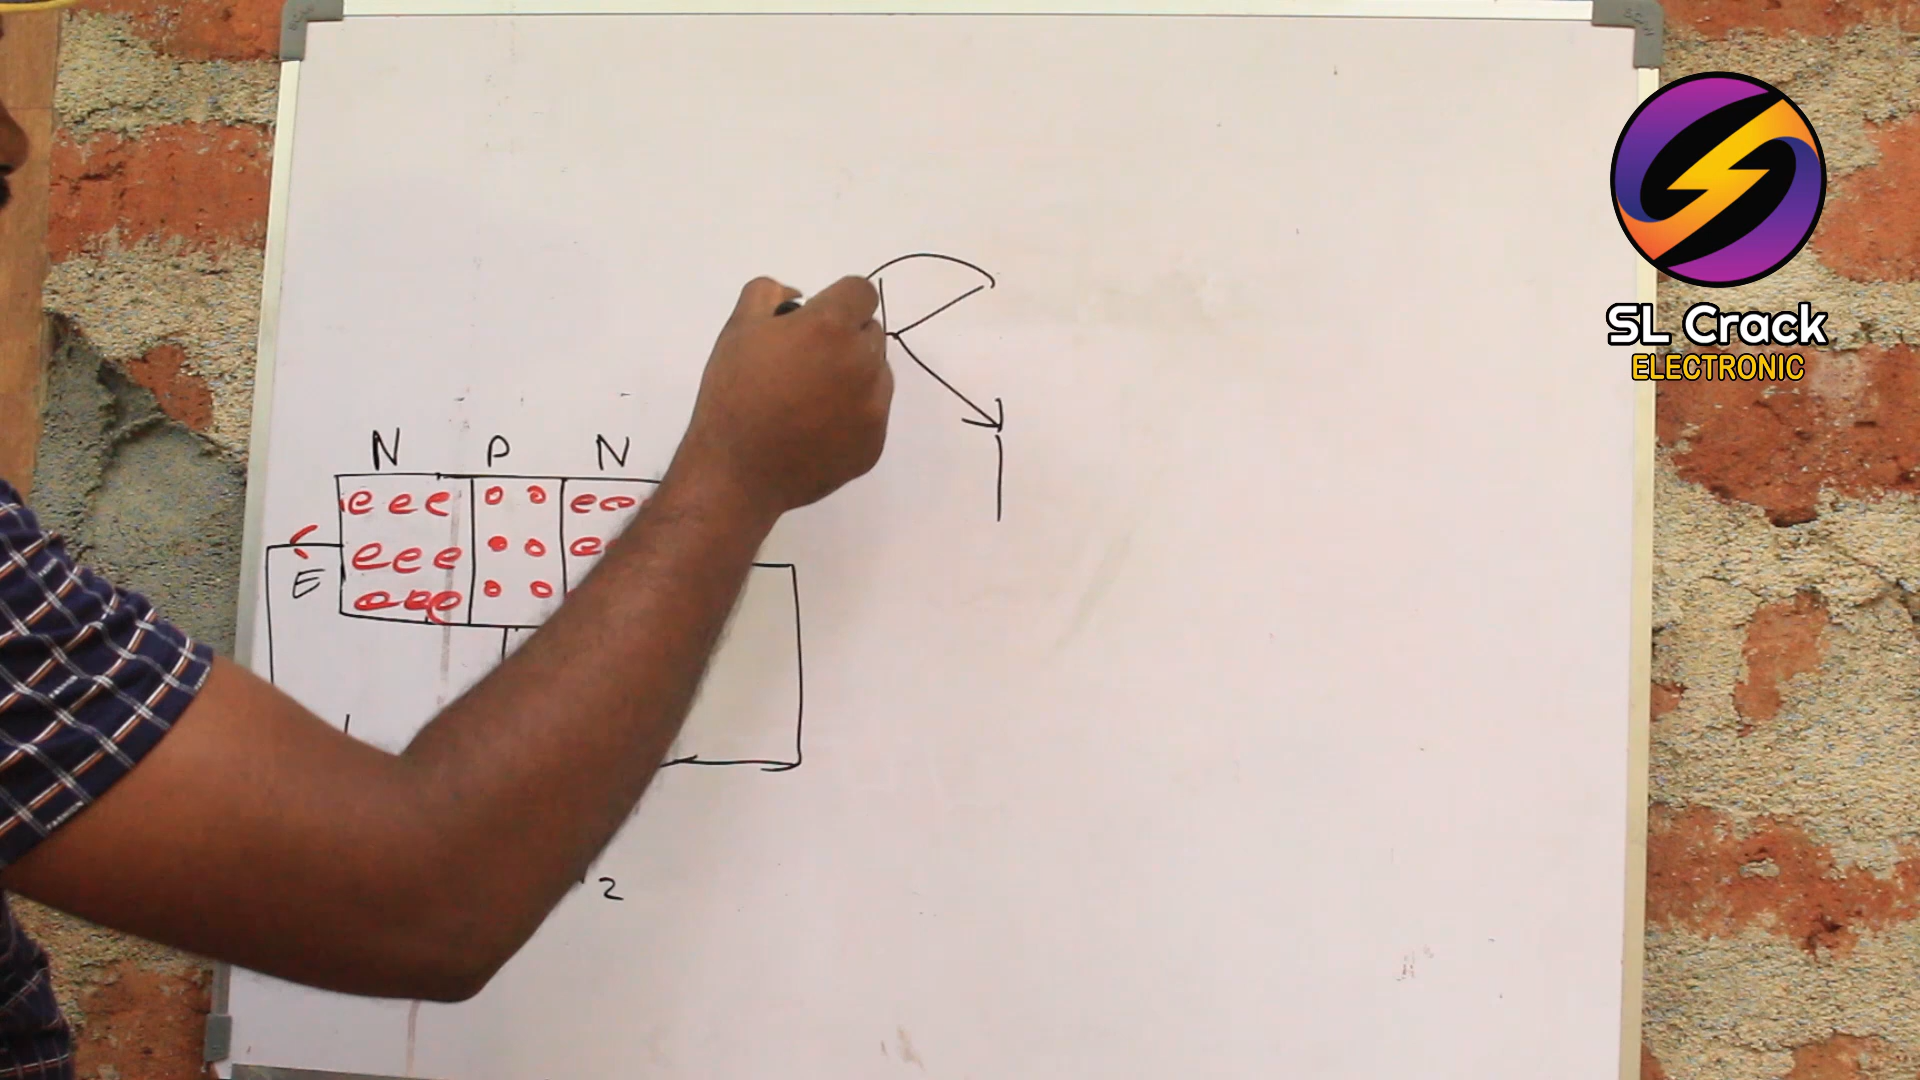 SL Crack
ELECTRONIC
N P N
e e e o o e e
e e e o o e
e e e o o
E
2